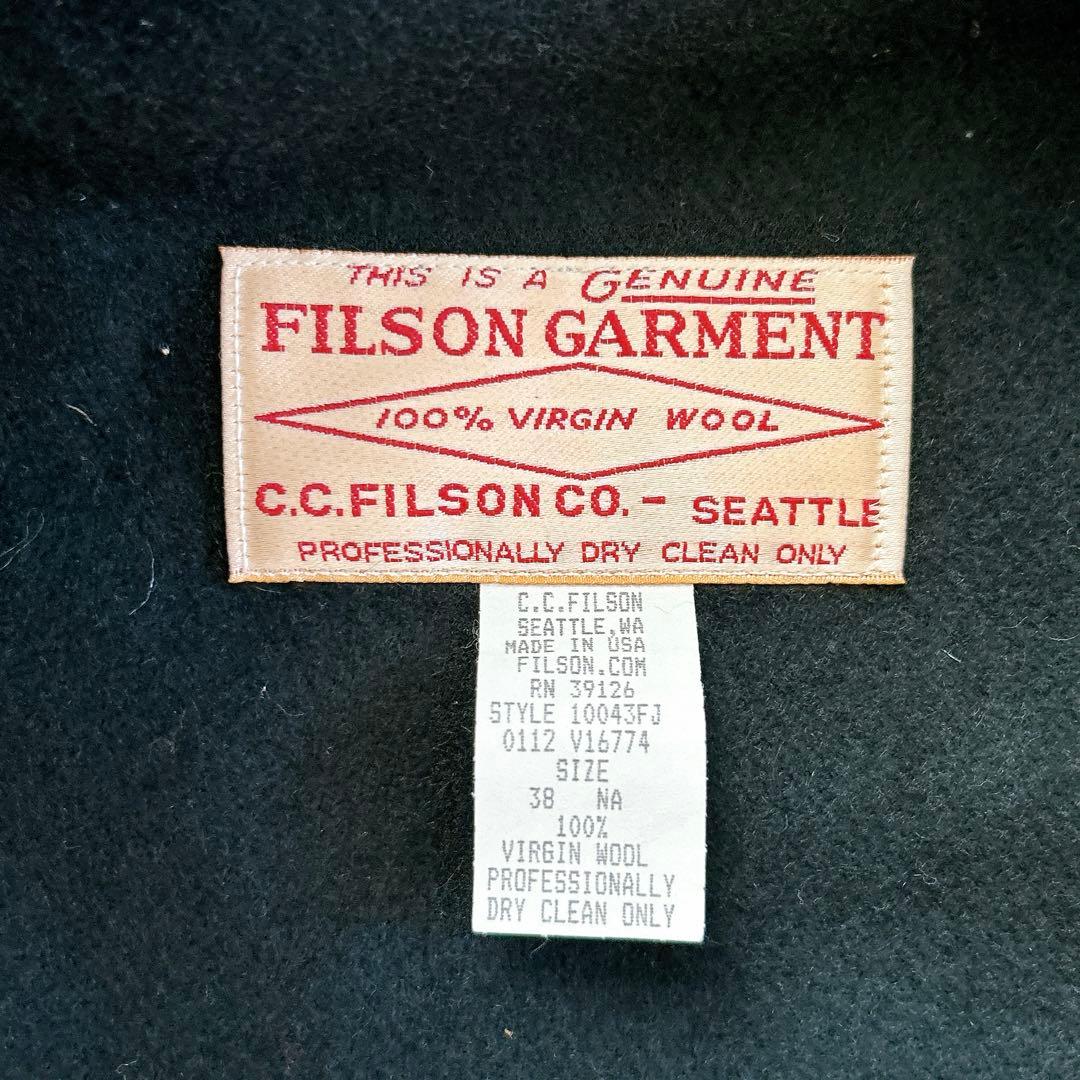 THIS IS A GENUINE
FILSON GARMENT
100% VIRGIN WOOL
C.C.FILSON CO. - SEATTLE
PROFESSIONALLY DRY CLEAN ONLY
C.C.FILSON
SEATTLE,WA
MADE IN USA
FILSON.COM
RN 39126
STYLE 10043FJ
0112 V16774
SIZE
38 NA
100%
VIRGIN WOOL
PROFESSIONALLY
DRY CLEAN ONLY